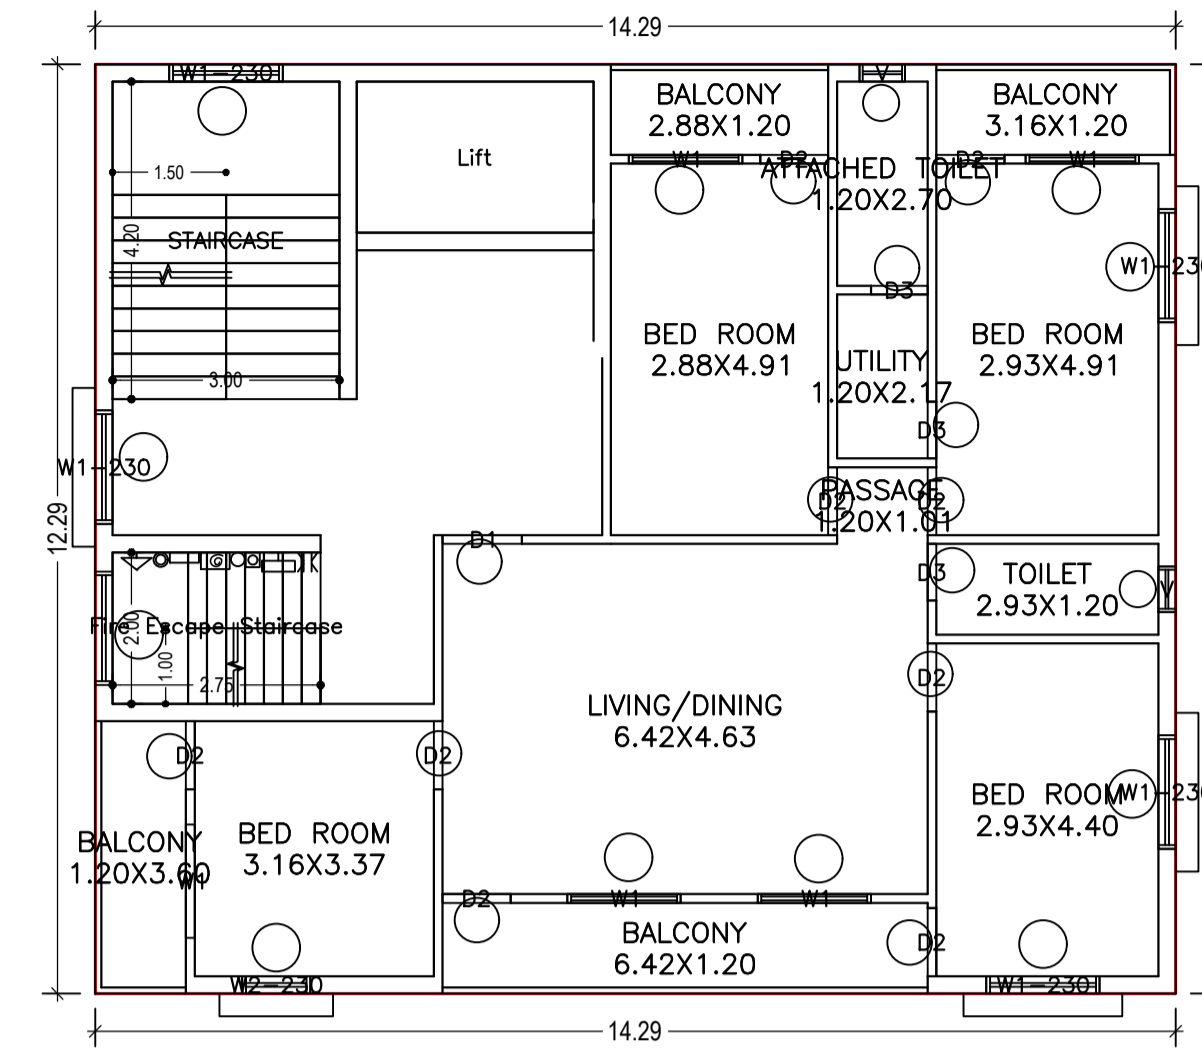 14.29
W1-230
V
BALCONY
2.88X1.20
BALCONY
3.16X1.20
Lift
W1
D2
D2
W1
ATTACHED TOILET
1.20X2.70
1.50
4.20
STAIRCASE
W1-230
D3
BED ROOM
2.88X4.91
UTILITY
1.20X2.17
BED ROOM
2.93X4.91
3.00
D3
W1-230
PASSAGE
1.20X1.01
D2
D2
12.29
D1
D3
TOILET
2.93X1.20
V
Fire Escape Staircase
2.00
1.00
2.75
D2
LIVING/DINING
6.42X4.63
D2
D2
BED ROOM
2.93X4.40
W1-230
BALCONY
1.20X3.60
W1
BED ROOM
3.16X3.37
D2
W1
W1
BALCONY
6.42X1.20
D2
W2-230
W1-230
14.29